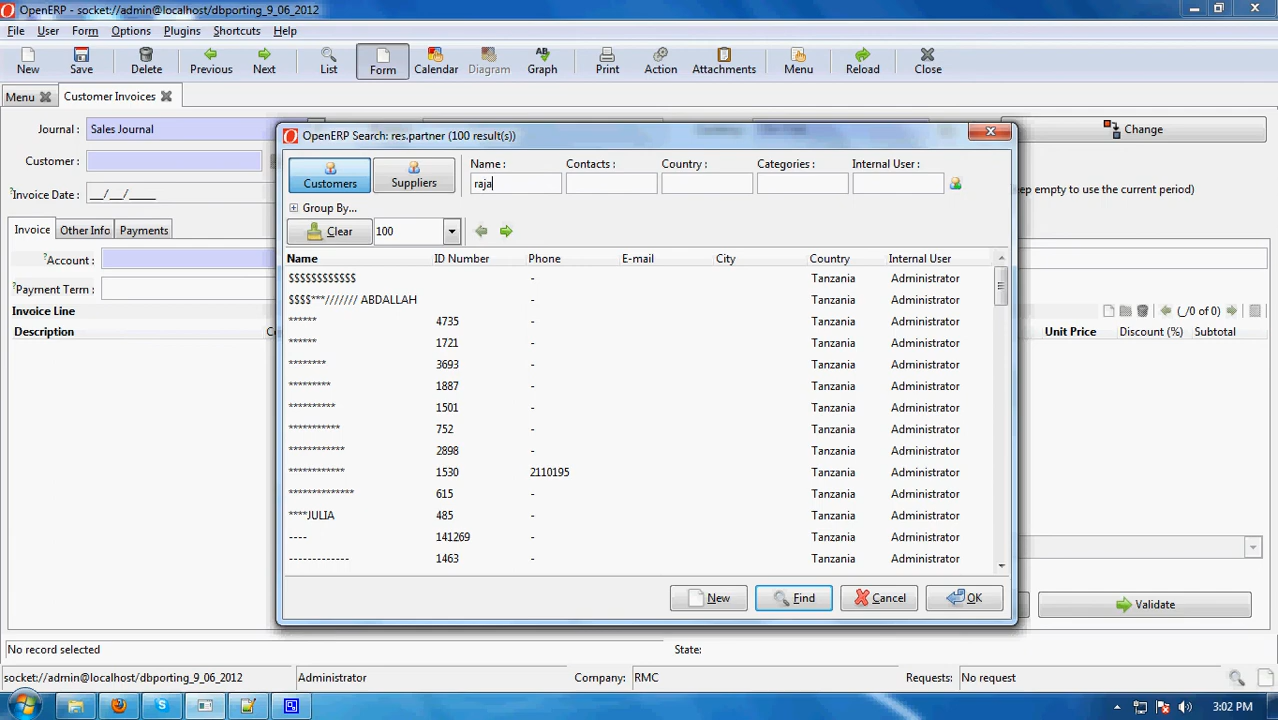 OpenERP - socket://admin@localhost/dbporting_9_06_2012
File User Form Options Plugins Shortcuts Help
New Save Delete Previous Next List Form Calendar Diagram Graph Print Action Attachments Menu Reload Close
Menu Customer Invoices
Journal : Sales Journal
Change
Customer :
?Invoice Date : __/__/____
eep empty to use the current period)
Invoice Other Info Payments
?Account :
?Payment Term :
Invoice Line
(_/0 of 0)
Description
Unit Price Discount (%) Subtotal
OpenERP Search: res.partner (100 result(s))
Customers Suppliers
Name : Contacts : Country : Categories : Internal User :
raja
Group By...
Clear 100
Name ID Number Phone E-mail City Country Internal User
$$$$$$$$$$$$ - Tanzania Administrator
$$$$***/////// ABDALLAH - Tanzania Administrator
****** 4735 - Tanzania Administrator
****** 1721 - Tanzania Administrator
******** 3693 - Tanzania Administrator
********* 1887 - Tanzania Administrator
********** 1501 - Tanzania Administrator
*********** 752 - Tanzania Administrator
************ 2898 - Tanzania Administrator
************ 1530 2110195 Tanzania Administrator
************** 615 - Tanzania Administrator
****JULIA 485 - Tanzania Administrator
---- 141269 - Tanzania Administrator
------------- 1463 - Tanzania Administrator
New Find Cancel OK
Validate
No record selected State:
socket://admin@localhost/dbporting_9_06_2012 Administrator Company: RMC Requests: No request
3:02 PM